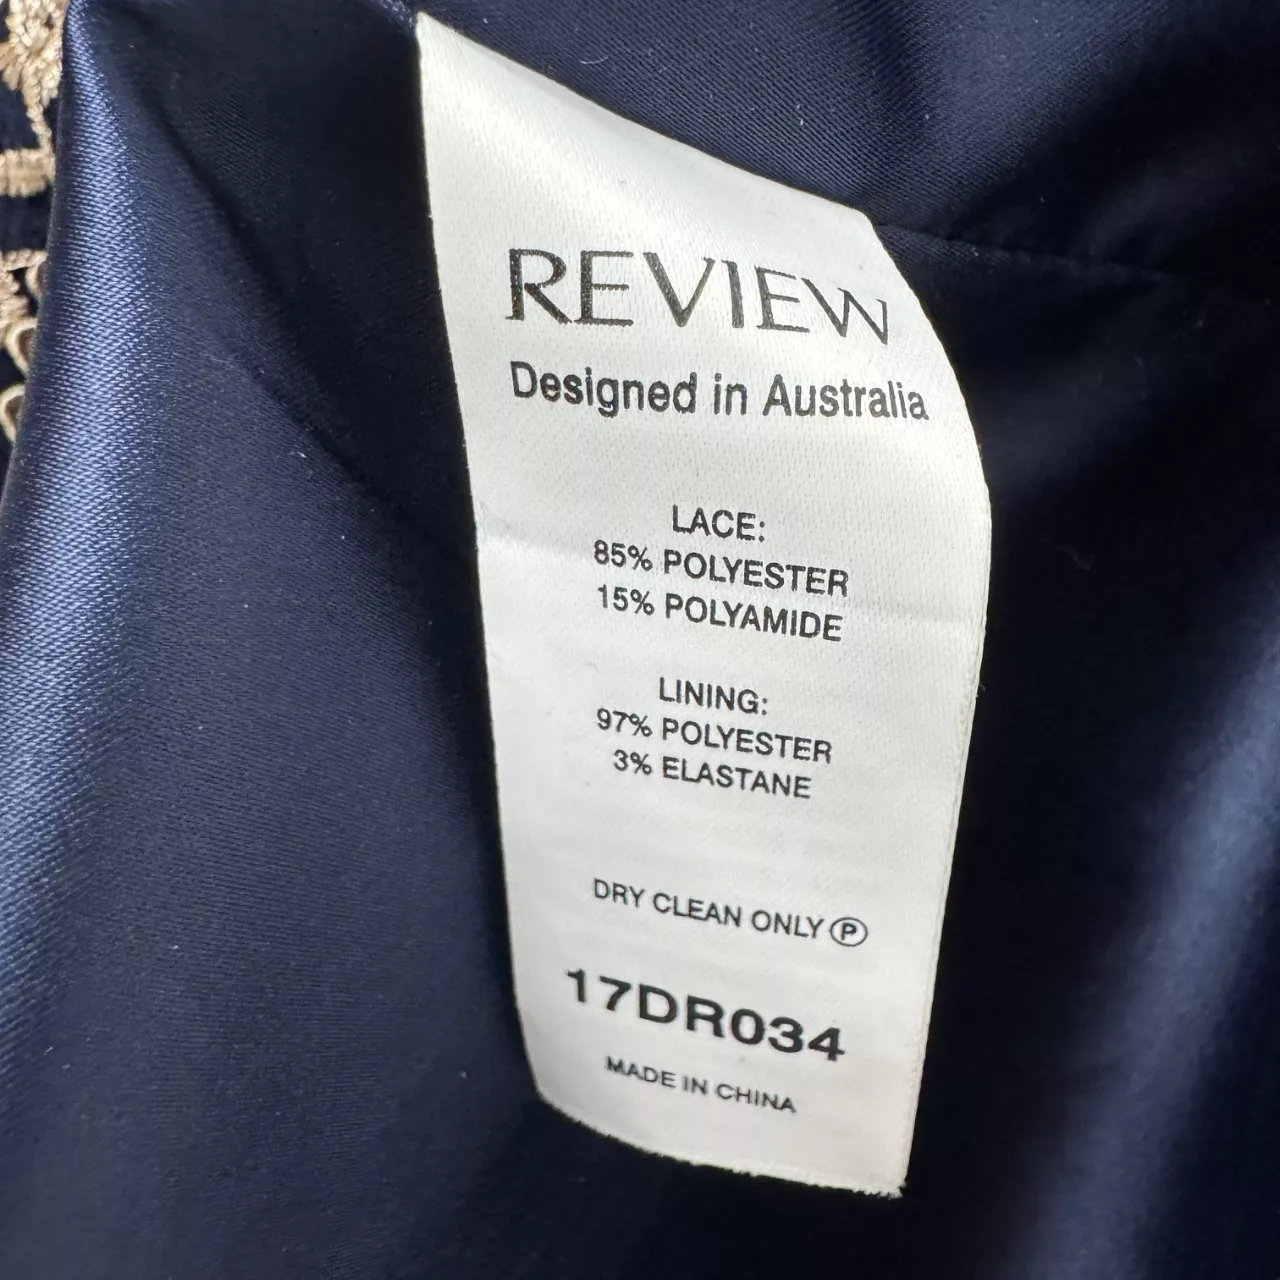 REVIEW
Designed in Australia
LACE:
85% POLYESTER
15% POLYAMIDE
LINING:
97% POLYESTER
3% ELASTANE
DRY CLEAN ONLY Ⓟ
17DR034
MADE IN CHINA